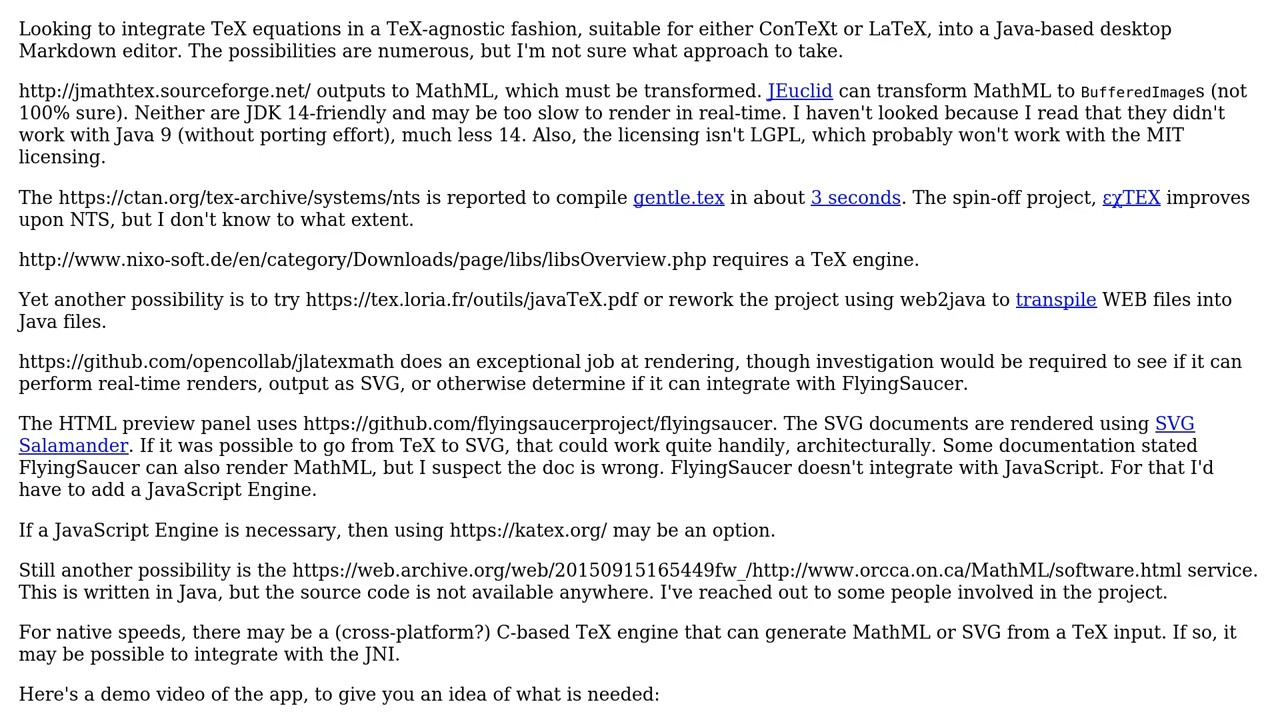 Looking to integrate TeX equations in a TeX-agnostic fashion, suitable for either ConTeXt or LaTeX, into a Java-based desktop
Markdown editor. The possibilities are numerous, but I'm not sure what approach to take.
http://jmathtex.sourceforge.net/ outputs to MathML, which must be transformed. JEuclid can transform MathML to BufferedImages (not
100% sure). Neither are JDK 14-friendly and may be too slow to render in real-time. I haven't looked because I read that they didn't
work with Java 9 (without porting effort), much less 14. Also, the licensing isn't LGPL, which probably won't work with the MIT
licensing.
The https://ctan.org/tex-archive/systems/nts is reported to compile gentle.tex in about 3 seconds. The spin-off project, εχTEX improves
upon NTS, but I don't know to what extent.
http://www.nixo-soft.de/en/category/Downloads/page/libs/libsOverview.php requires a TeX engine.
Yet another possibility is to try https://tex.loria.fr/outils/javaTeX.pdf or rework the project using web2java to transpile WEB files into
Java files.
https://github.com/opencollab/jlatexmath does an exceptional job at rendering, though investigation would be required to see if it can
perform real-time renders, output as SVG, or otherwise determine if it can integrate with FlyingSaucer.
The HTML preview panel uses https://github.com/flyingsaucerproject/flyingsaucer. The SVG documents are rendered using SVG
Salamander. If it was possible to go from TeX to SVG, that could work quite handily, architecturally. Some documentation stated
FlyingSaucer can also render MathML, but I suspect the doc is wrong. FlyingSaucer doesn't integrate with JavaScript. For that I'd
have to add a JavaScript Engine.
If a JavaScript Engine is necessary, then using https://katex.org/ may be an option.
Still another possibility is the https://web.archive.org/web/20150915165449fw_/http://www.orcca.on.ca/MathML/software.html service.
This is written in Java, but the source code is not available anywhere. I've reached out to some people involved in the project.
For native speeds, there may be a (cross-platform?) C-based TeX engine that can generate MathML or SVG from a TeX input. If so, it
may be possible to integrate with the JNI.
Here's a demo video of the app, to give you an idea of what is needed: